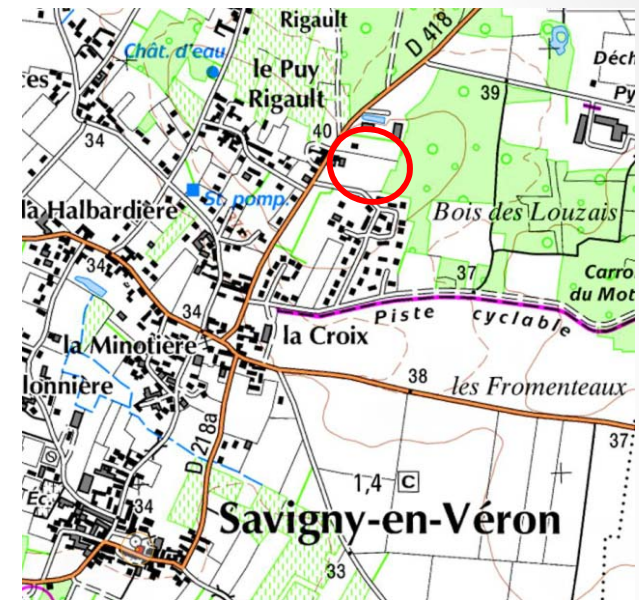 Rigault
D 418
Chât. d'eau
le Puy
Rigault
Déch
Py
39
34
40
St. pomp.
la Halbardière
Bois des Louzais
34
37
Carro
du Mot
34
Piste cyclable
la Croix
la Minotière
lonnière
38
les Fromenteaux
37
D 218a
1,4 C
Éc.
34
Savigny-en-Véron
33